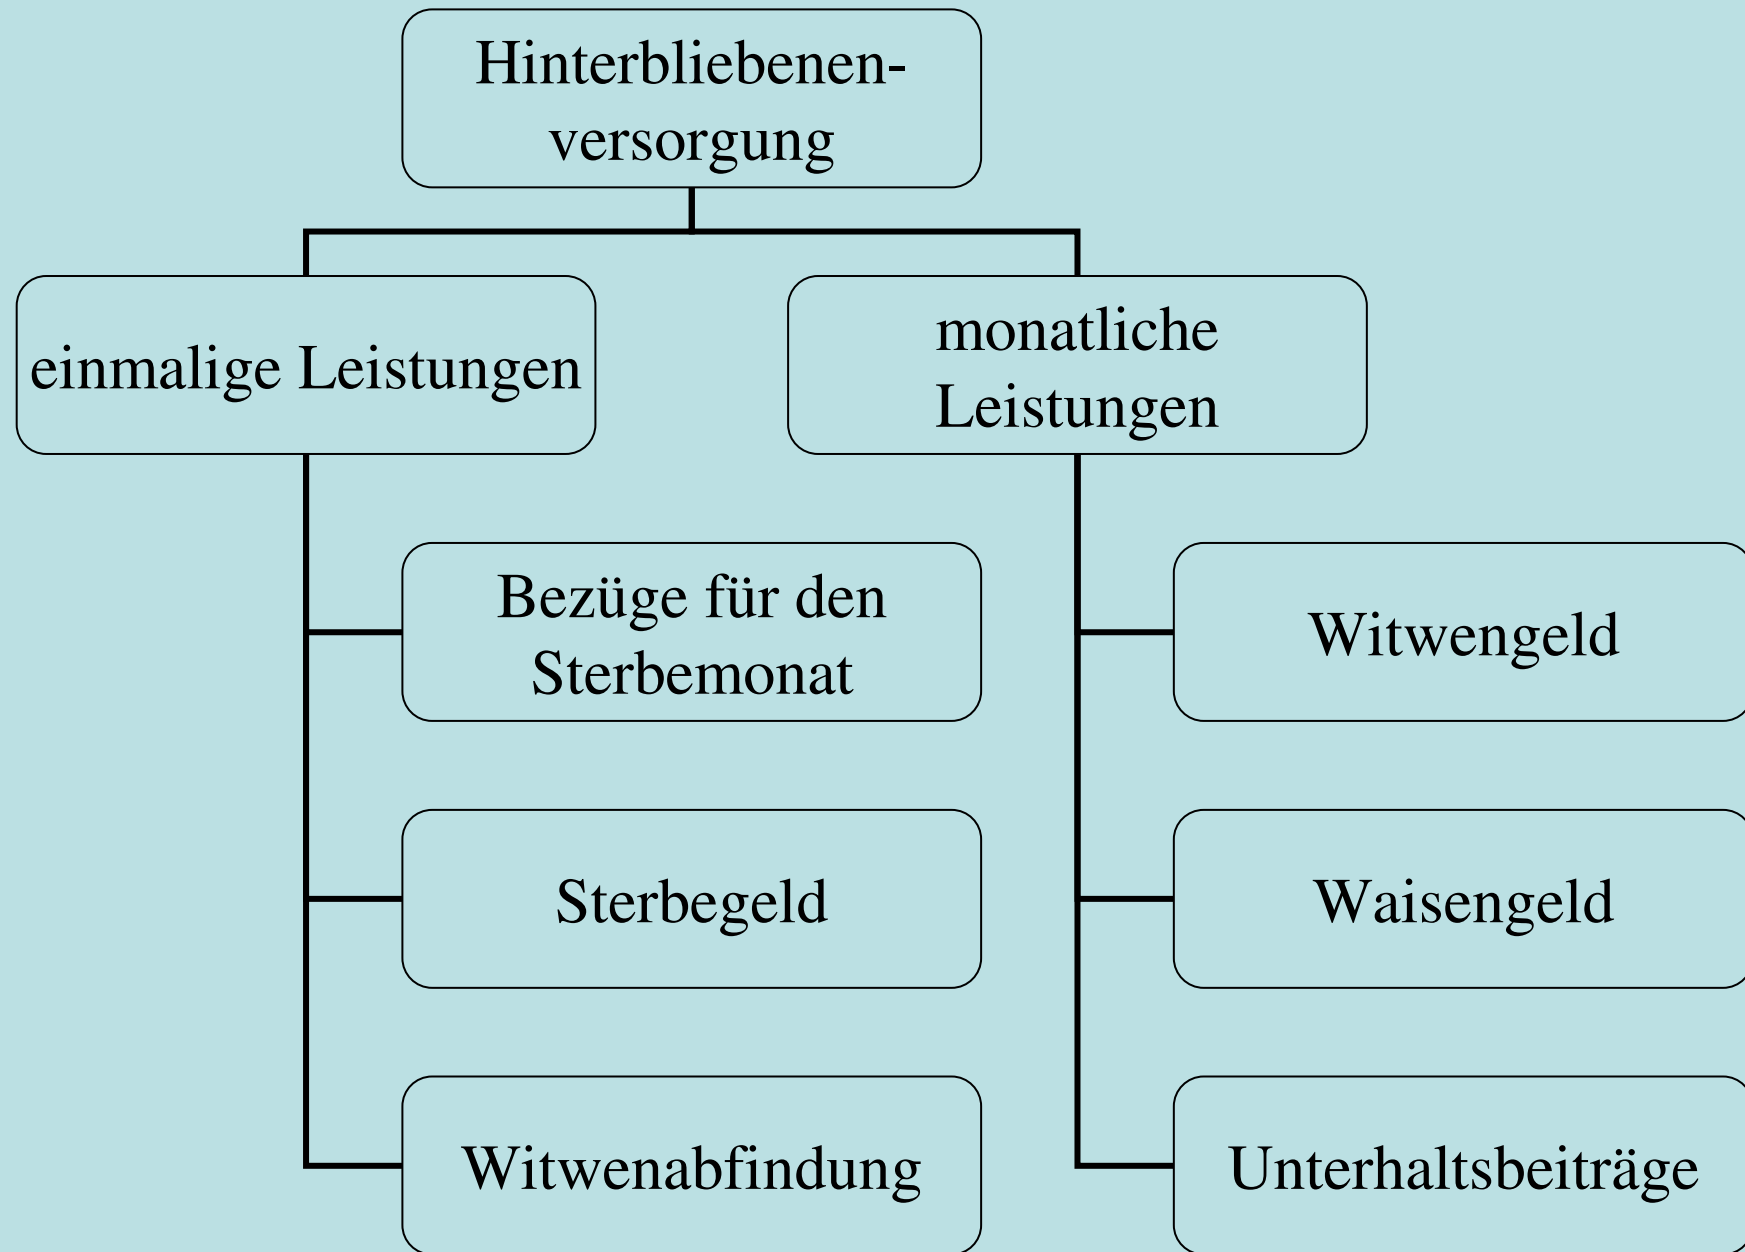 Hinterbliebenen-
versorgung
einmalige Leistungen
monatliche
Leistungen
Bezüge für den
Sterbemonat
Sterbegeld
Witwenabfindung
Witwengeld
Waisengeld
Unterhaltsbeiträge